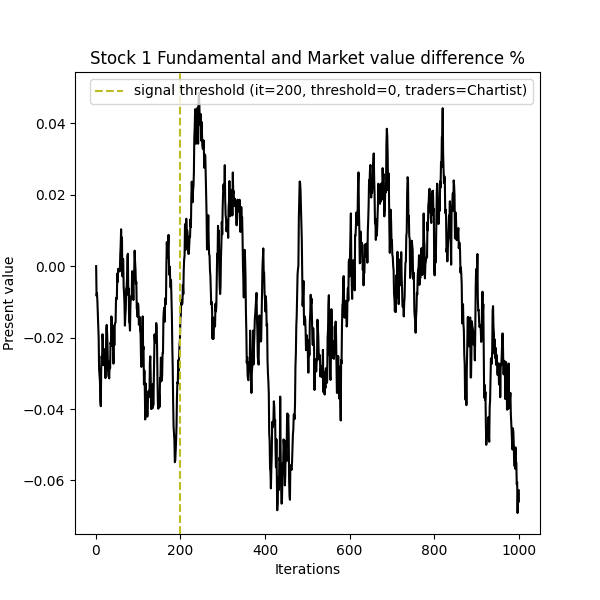 Stock 1 Fundamental and Market value difference %
signal threshold (it=200, threshold=0, traders=Chartist)
0.04
0.02
0.00
−0.02
−0.04
−0.06
Present value
0 200 400 600 800 1000
Iterations